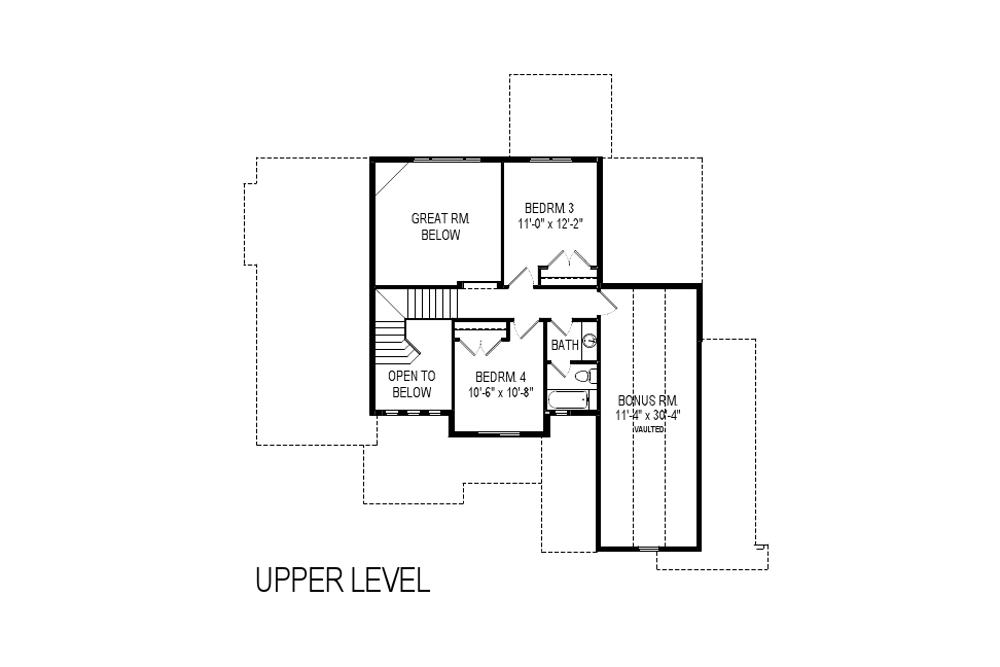 BEDRM. 3
11'-0" x 12'-2"
GREAT RM.
BELOW
BATH
OPEN TO
BELOW
BEDRM. 4
10'-6" x 10'-8"
BONUS RM.
11'-4" x 30'-4"
VAULTED
UPPER LEVEL